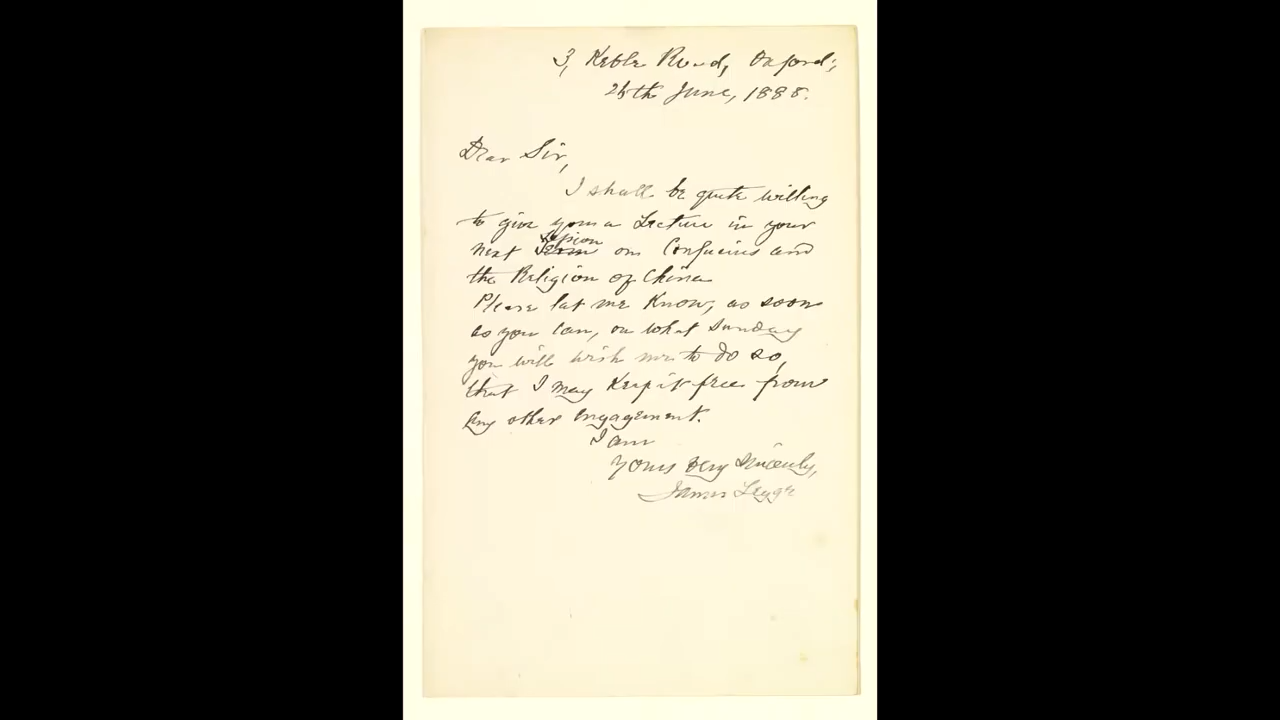 3, Keble Road, Oxford;
26th June, 1888.
Dear Sir,
I shall be quite willing
to give you a Lecture in your
Session
next Term on Confucius and
the Religion of China
Please let me know, as soon
as you can, on what Sunday
you will wish me to do so,
that I may keep it free from
any other engagement.
I am
Yours very sincerely,
James Legge